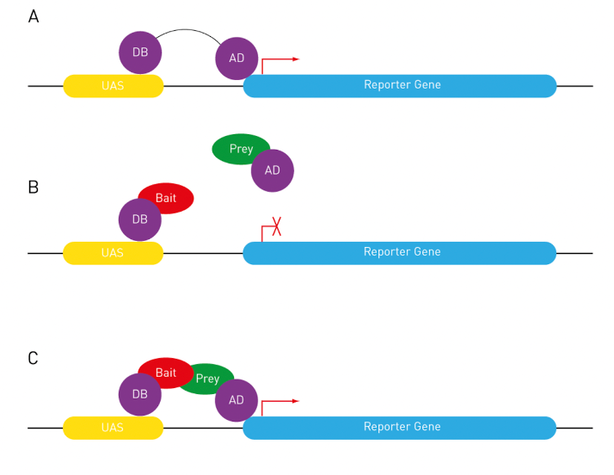 A
DB
AD
UAS
Reporter Gene
Prey
AD
B
Bait
DB
UAS
Reporter Gene
C
Bait
Prey
DB
AD
UAS
Reporter Gene